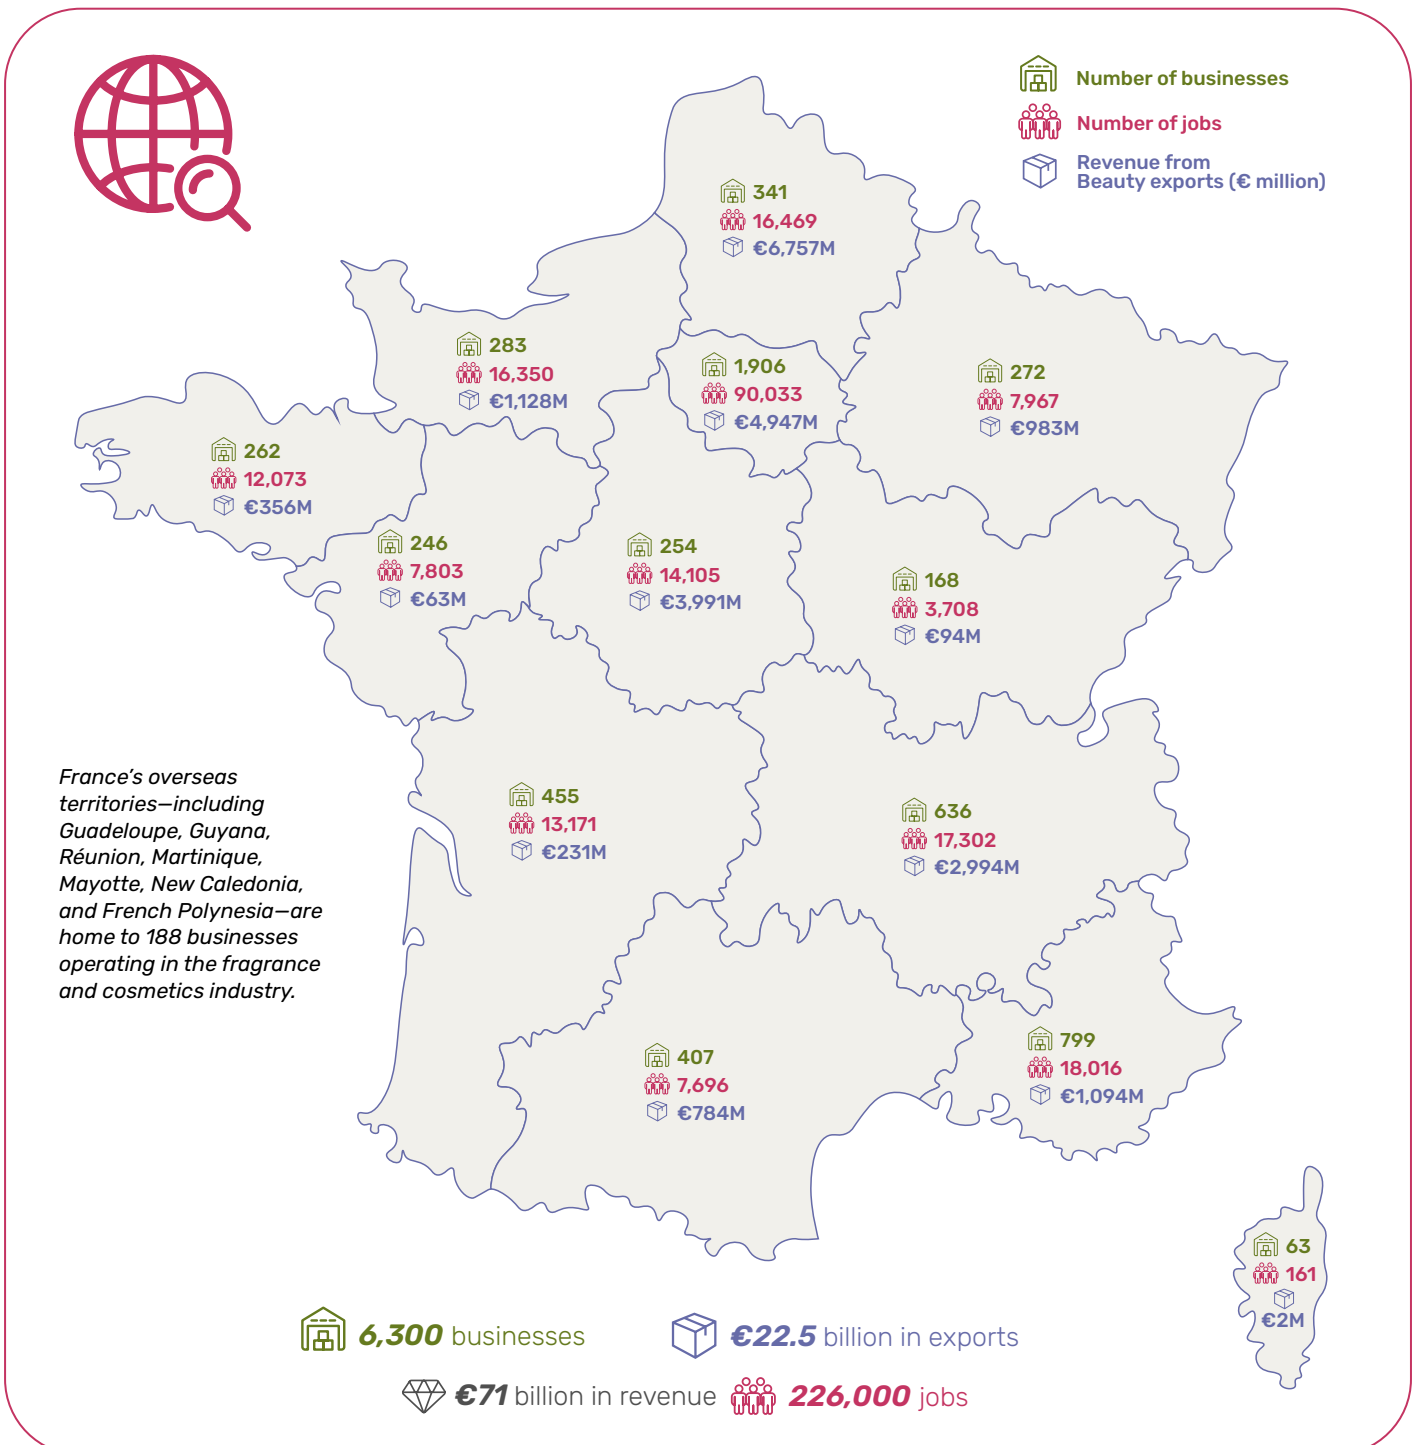 Number of businesses
Number of jobs
Revenue from
Beauty exports (€ million)
341
16,469
€6,757M
283
16,350
€1,128M
1,906
90,033
€4,947M
272
7,967
€983M
262
12,073
€356M
246
7,803
€63M
254
14,105
€3,991M
168
3,708
€94M
France's overseas
territories—including
Guadeloupe, Guyana,
Réunion, Martinique,
Mayotte, New Caledonia,
and French Polynesia—are
home to 188 businesses
operating in the fragrance
and cosmetics industry.
455
13,171
€231M
636
17,302
€2,994M
407
7,696
€784M
799
18,016
€1,094M
63
161
€2M
6,300 businesses
€22.5 billion in exports
€71 billion in revenue
226,000 jobs